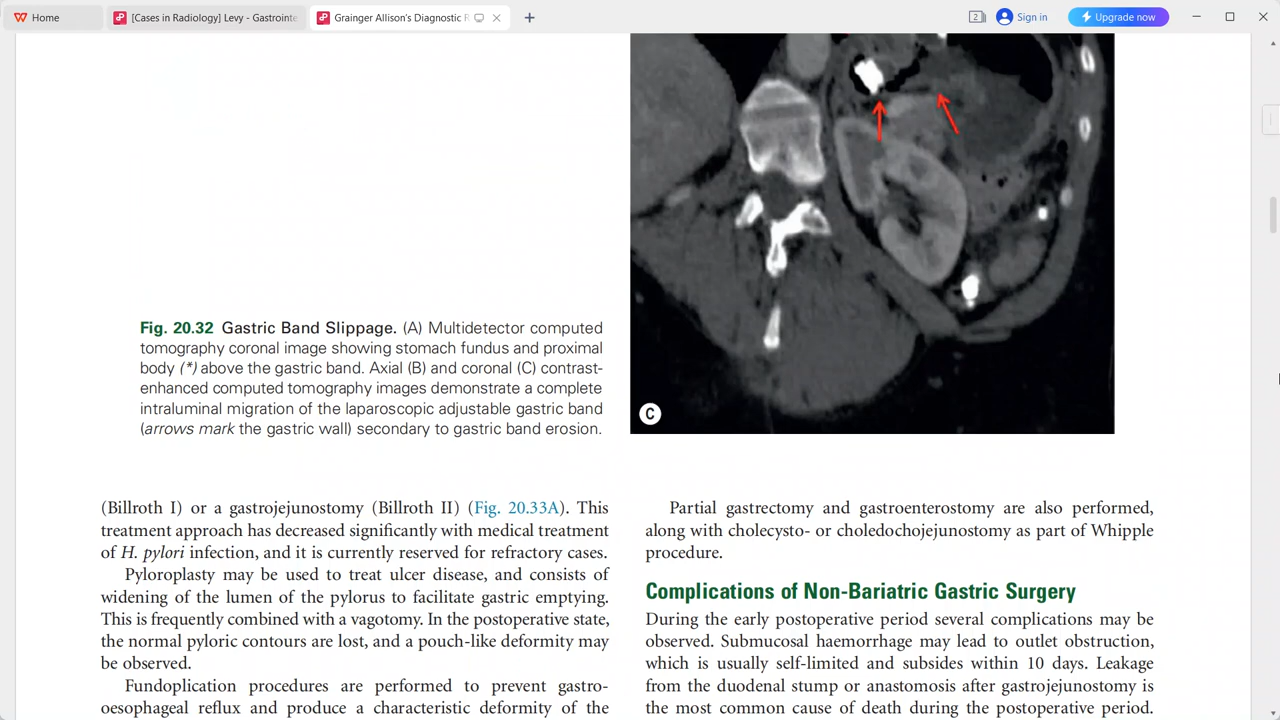 Home
[Cases in Radiology] Levy - Gastrointe
Grainger Allison's Diagnostic R
2
Sign in
Upgrade now
C
Fig. 20.32 Gastric Band Slippage. (A) Multidetector computed
tomography coronal image showing stomach fundus and proximal
body (*) above the gastric band. Axial (B) and coronal (C) contrast-
enhanced computed tomography images demonstrate a complete
intraluminal migration of the laparoscopic adjustable gastric band
(arrows mark the gastric wall) secondary to gastric band erosion.
(Billroth I) or a gastrojejunostomy (Billroth II) (Fig. 20.33A). This
treatment approach has decreased significantly with medical treatment
of H. pylori infection, and it is currently reserved for refractory cases.
Pyloroplasty may be used to treat ulcer disease, and consists of
widening of the lumen of the pylorus to facilitate gastric emptying.
This is frequently combined with a vagotomy. In the postoperative state,
the normal pyloric contours are lost, and a pouch-like deformity may
be observed.
Fundoplication procedures are performed to prevent gastro-
oesophageal reflux and produce a characteristic deformity of the
Partial gastrectomy and gastroenterostomy are also performed,
along with cholecysto- or choledochojejunostomy as part of Whipple
procedure.
Complications of Non-Bariatric Gastric Surgery
During the early postoperative period several complications may be
observed. Submucosal haemorrhage may lead to outlet obstruction,
which is usually self-limited and subsides within 10 days. Leakage
from the duodenal stump or anastomosis after gastrojejunostomy is
the most common cause of death during the postoperative period.